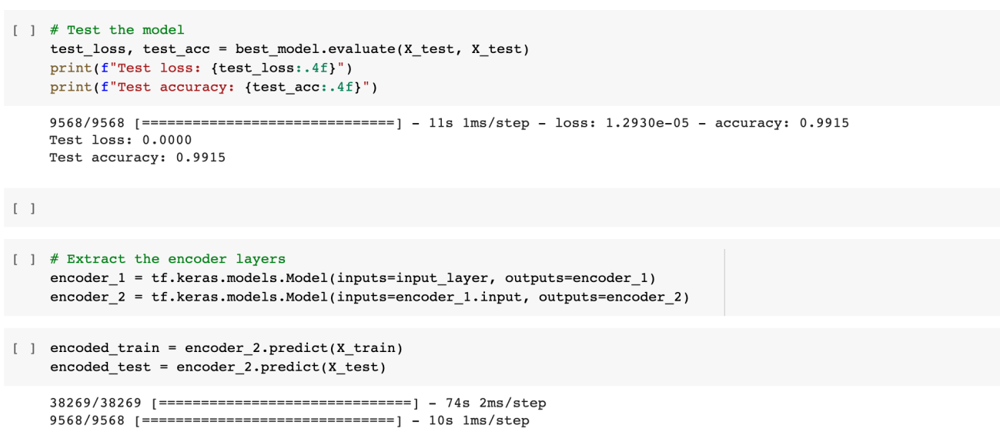 [ ] # Test the model
test_loss, test_acc = best_model.evaluate(X_test, X_test)
print(f"Test loss: {test_loss:.4f}")
print(f"Test accuracy: {test_acc:.4f}")
9568/9568 [==============================] - 11s 1ms/step - loss: 1.2930e-05 - accuracy: 0.9915
Test loss: 0.0000
Test accuracy: 0.9915
[ ]
[ ] # Extract the encoder layers
encoder_1 = tf.keras.models.Model(inputs=input_layer, outputs=encoder_1)
encoder_2 = tf.keras.models.Model(inputs=encoder_1.input, outputs=encoder_2)
[ ] encoded_train = encoder_2.predict(X_train)
encoded_test = encoder_2.predict(X_test)
38269/38269 [==============================] - 74s 2ms/step
9568/9568 [==============================] - 10s 1ms/step